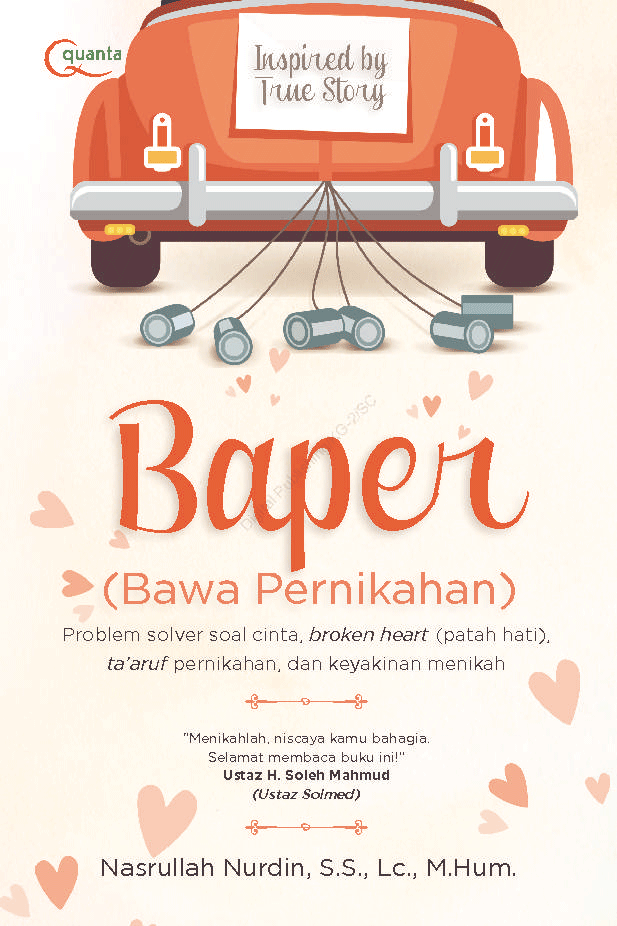 quanta
Inspired by
True Story
Baper
(Bawa Pernikahan)
Problem solver soal cinta, broken heart (patah hati),
ta'aruf pernikahan, dan keyakinan menikah
"Menikahlah, niscaya kamu bahagia.
Selamat membaca buku ini!"
Ustaz H. Soleh Mahmud
(Ustaz Solmed)
Nasrullah Nurdin, S.S., Lc., M.Hum.